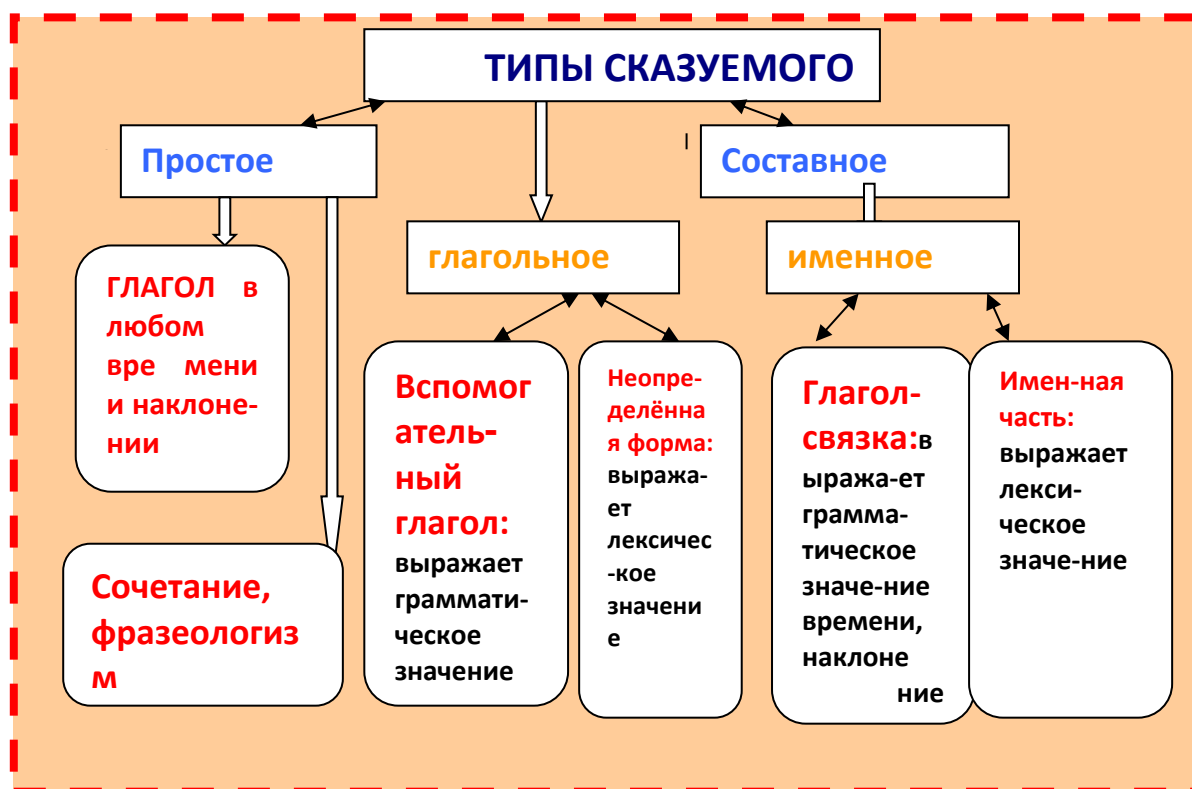 ТИПЫ СКАЗУЕМОГО
Простое
Составное
глагольное
именное
ГЛАГОЛ в
любом
вре мени
и наклоне-
нии
Сочетание,
фразеологиз
м
Вспомог
атель-
ный
глагол:
выражает
граммати-
ческое
значение
Неопре-
делённа
я форма:
выража-
ет
лексичес
-кое
значени
е
Глагол-
связка:в
ыража-ет
грамма-
тическое
значе-ние
времени,
наклоне
ние
Имен-ная
часть:
выражает
лекси-
ческое
значе-ние